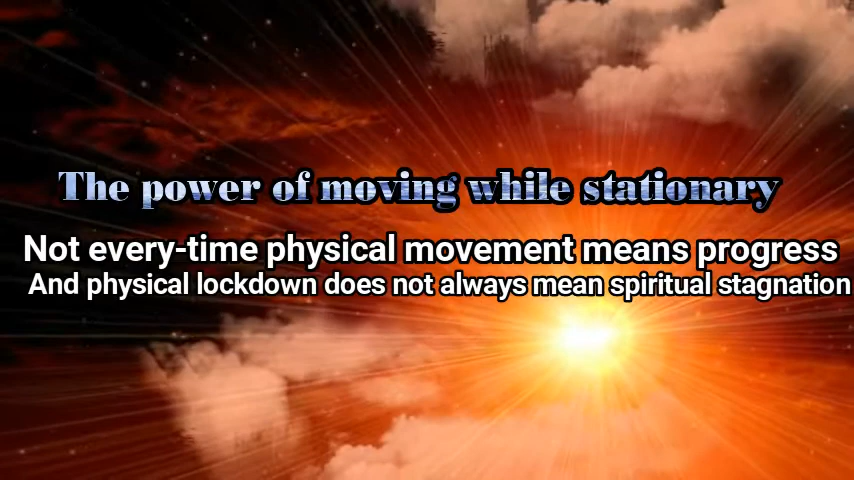 The power of moving while stationary
Not every-time physical movement means progress
And physical lockdown does not always mean spiritual stagnation